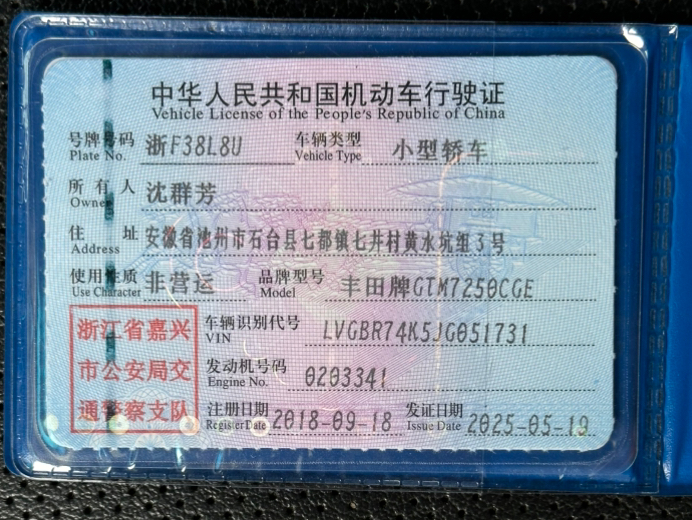 中华人民共和国机动车行驶证
Vehicle License of the People's Republic of China
号牌号码 浙F38L8U 车辆类型 小型轿车
Plate No. Vehicle Type
所有人 沈群芳
Owner
住址 安徽省池州市石台县七都镇七井村黄水坑组3号
Address
使用性质 非营运 品牌型号 丰田牌GTM7250CGE
Use Character Model
浙江省嘉兴
市公安局交
通警察支队
车辆识别代号 LVGBR74K5JG051731
VIN
发动机号码 0203341
Engine No.
注册日期 2018-09-18 发证日期 2025-05-19
Register Date Issue Date